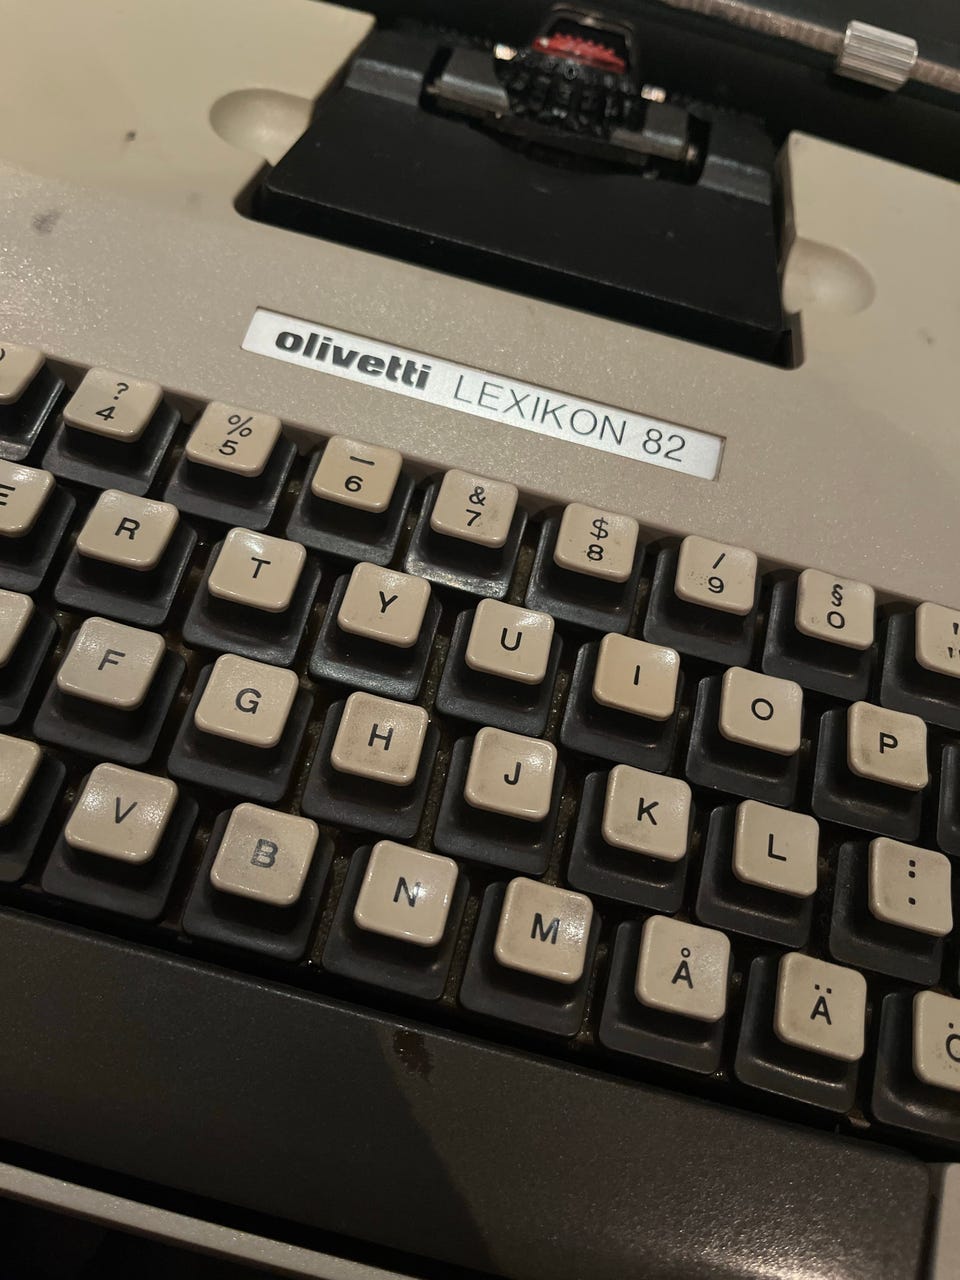 olivetti LEXIKON 82
? % — & $ / §
4 5 6 7 8 9 0
E R T Y U I O P
F G H J K L :
V B N M Å Ä Ö